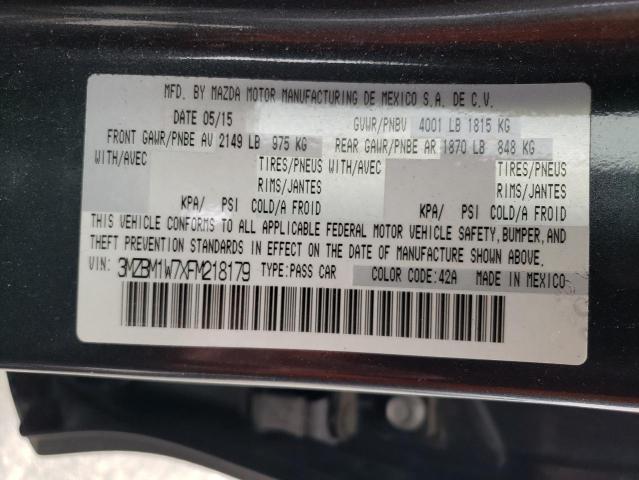 MFD. BY MAZDA MOTOR MANUFACTURING DE MEXICO S.A. DE C.V.
DATE 05/15 GVWR/PNBV 4001 LB 1815 KG
FRONT GAWR/PNBE AV 2149 LB 975 KG REAR GAWR/PNBE AR 1870 LB 848 KG
WITH/AVEC TIRES/PNEUS WITH/AVEC TIRES/PNEUS
RIMS/JANTES RIMS/JANTES
KPA/ PSI COLD/A FROID KPA/ PSI COLD/A FROID
THIS VEHICLE CONFORMS TO ALL APPLICABLE FEDERAL MOTOR VEHICLE SAFETY, BUMPER, AND
THEFT PREVENTION STANDARDS IN EFFECT ON THE DATE OF MANUFACTURE SHOWN ABOVE.
VIN: 3MZBM1W7XFM218179 TYPE:PASS CAR COLOR CODE:42A MADE IN MEXICO